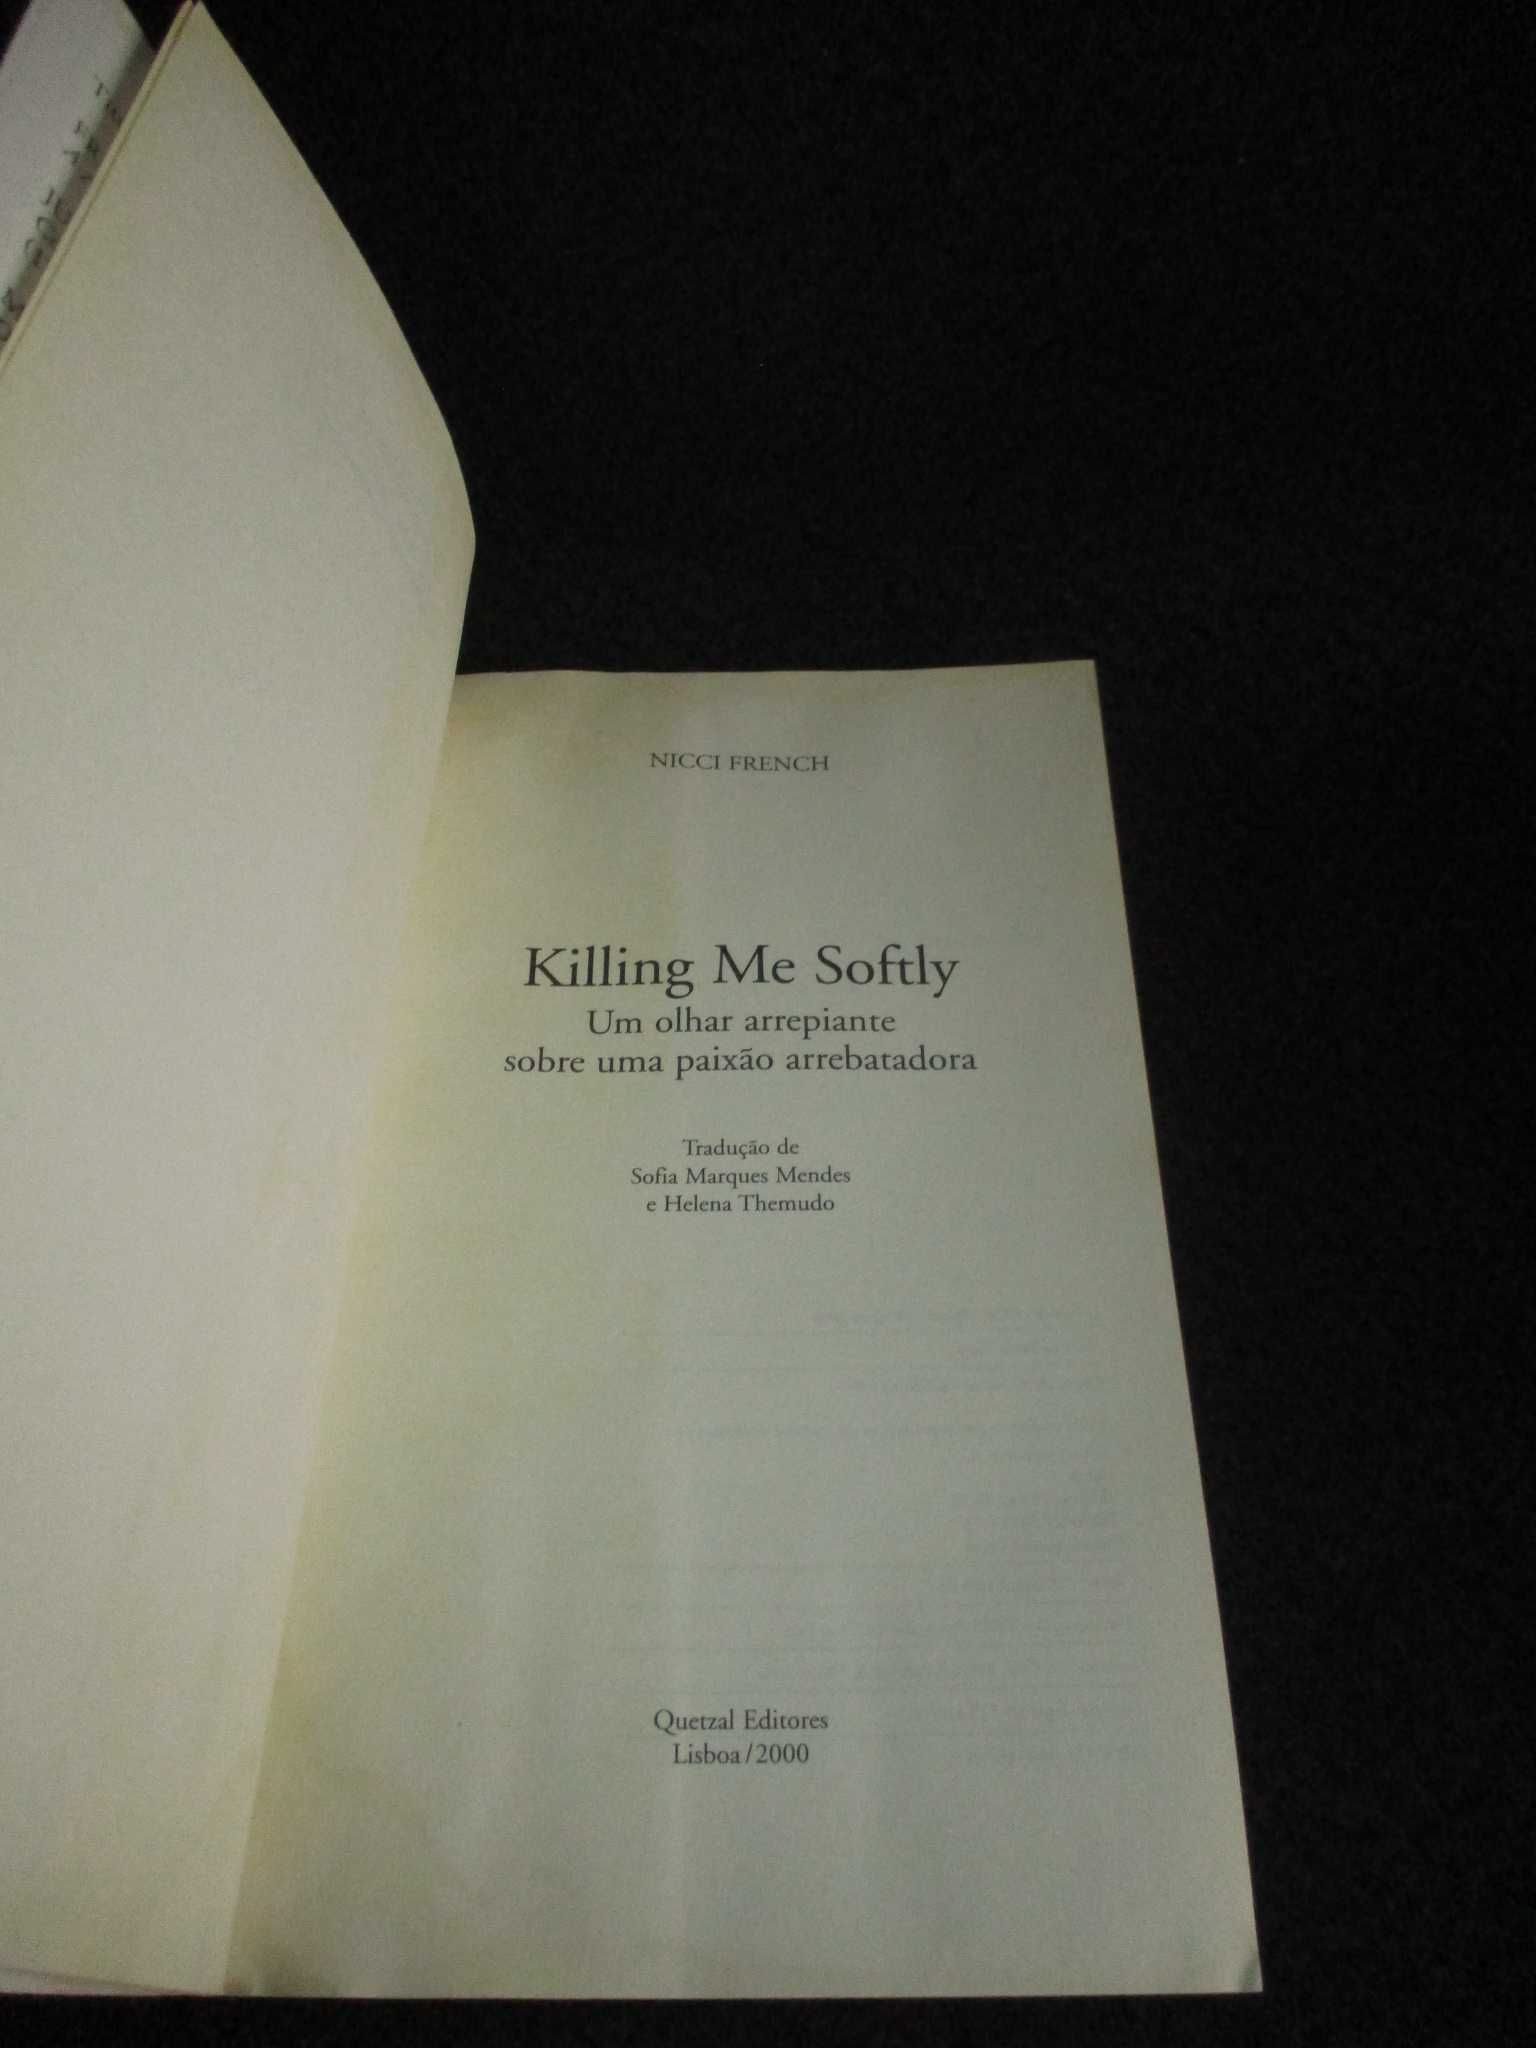 NICCI FRENCH
Killing Me Softly
Um olhar arrepiante
sobre uma paixão arrebatadora
Tradução de
Sofia Marques Mendes
e Helena Themudo
Quetzal Editores
Lisboa/2000